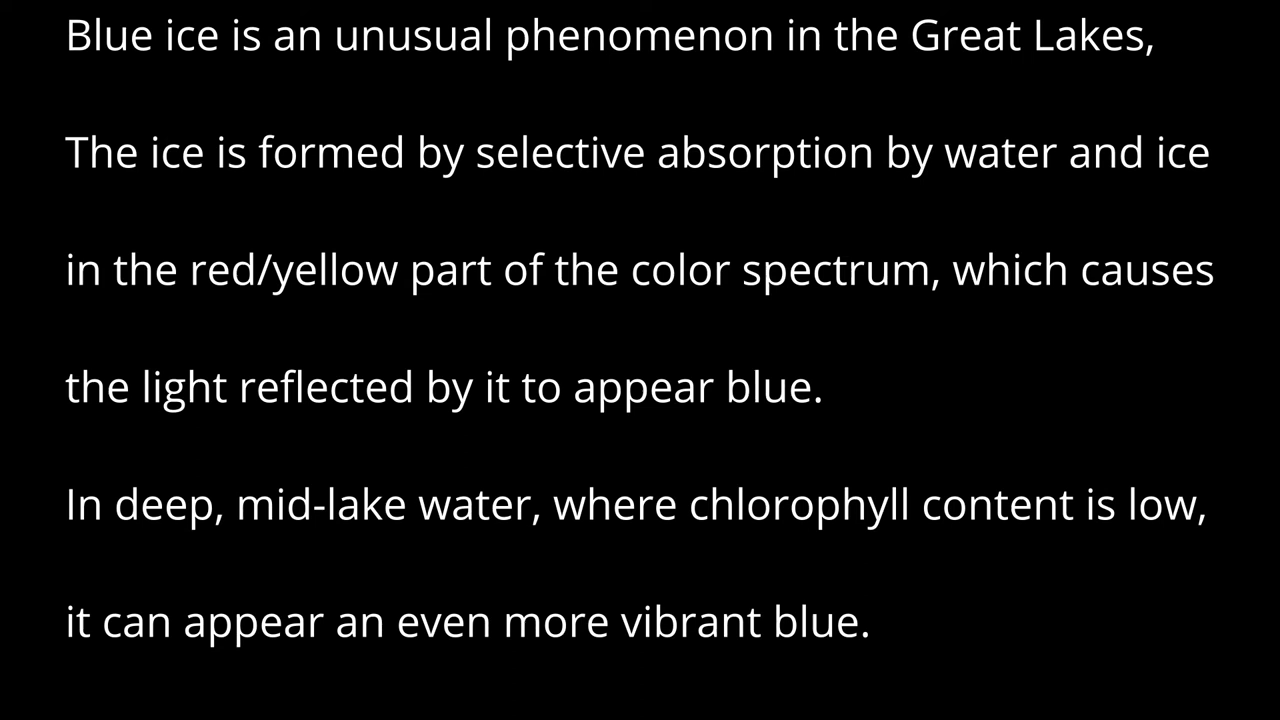 Blue ice is an unusual phenomenon in the Great Lakes,
The ice is formed by selective absorption by water and ice
in the red/yellow part of the color spectrum, which causes
the light reflected by it to appear blue.
In deep, mid-lake water, where chlorophyll content is low,
it can appear an even more vibrant blue.